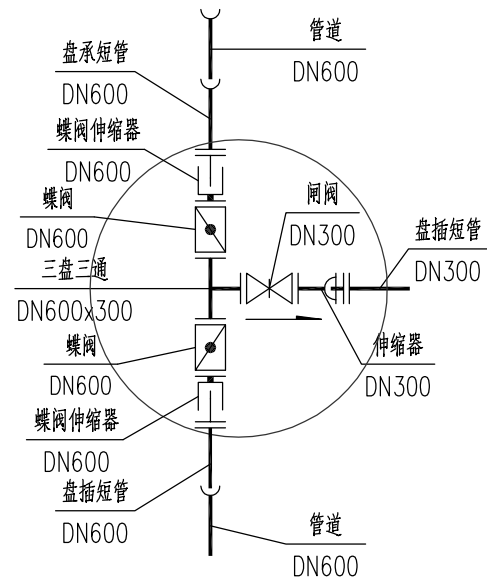 管道
DN600
盘承短管
DN600
蝶阀伸缩器
DN600
蝶阀
DN600
闸阀
DN300
盘插短管
DN300
三盘三通
DN600x300
蝶阀
DN600
伸缩器
DN300
蝶阀伸缩器
DN600
盘插短管
DN600
管道
DN600